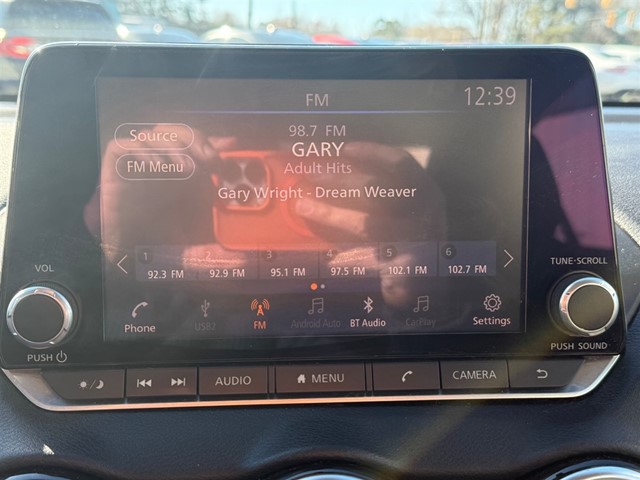 FM
12:39
Source
FM Menu
98.7 FM
GARY
Adult Hits
Gary Wright - Dream Weaver
1 2 3 4 5 6
92.3 FM 92.9 FM 95.1 FM 97.5 FM 102.1 FM 102.7 FM
Phone USB2 FM Android Auto BT Audio CarPlay Settings
VOL
PUSH
TUNE·SCROLL
PUSH SOUND
AUDIO MENU CAMERA